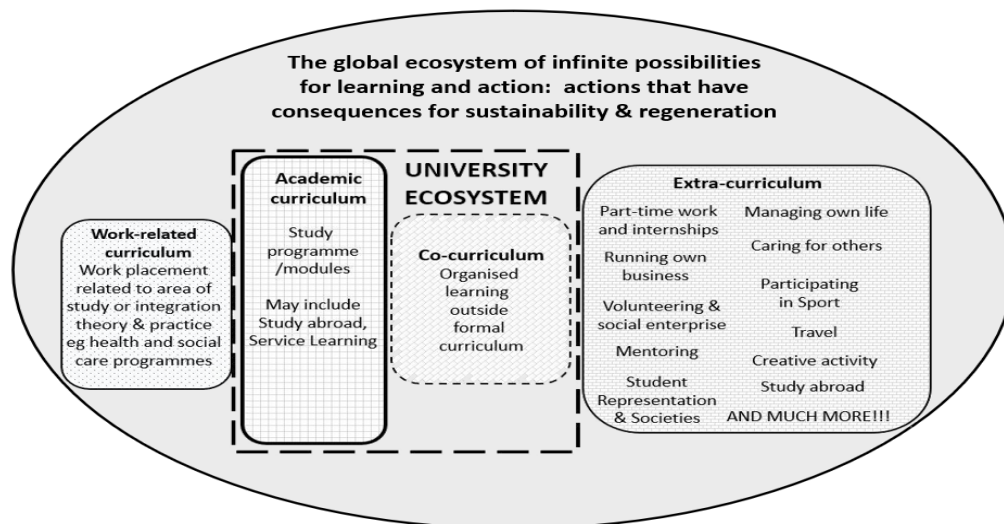 The global ecosystem of infinite possibilities
for learning and action:  actions that have
consequences for sustainability & regeneration
Work-related
curriculum
Work placement
related to area of
study or integration
theory & practice
eg health and social
care programmes
Academic
curriculum
Study
programme
/modules
May include
Study abroad,
Service Learning
UNIVERSITY
ECOSYSTEM
Co-curriculum
Organised
learning
outside
formal
curriculum
Extra-curriculum
Part-time work
and internships
Running own
business
Volunteering &
social enterprise
Mentoring
Student
Representation
& Societies
Managing own life
Caring for others
Participating
in Sport
Travel
Creative activity
Study abroad
AND MUCH MORE!!!